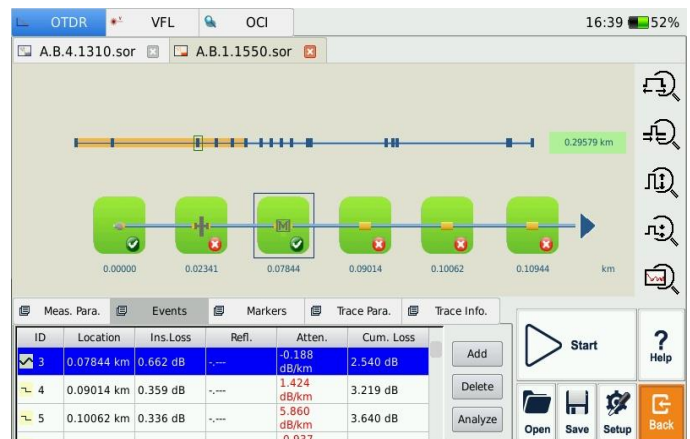 OTDR VFL OCI 16:39 52%
A.B.4.1310.sor A.B.1.1550.sor
0.29579 km
M
0.00000 0.02341 0.07844 0.09014 0.10062 0.10944 km
Meas. Para. Events Markers Trace Para. Trace Info.
ID Location Ins.Loss Refl. Atten. Cum. Loss
3 0.07844 km 0.662 dB -.--- -0.188 dB/km 2.540 dB
4 0.09014 km 0.359 dB -.--- 1.424 dB/km 3.219 dB
5 0.10062 km 0.336 dB -.--- 5.860 dB/km 3.640 dB
Add
Delete
Analyze
Start
? Help
Open Save Setup Back